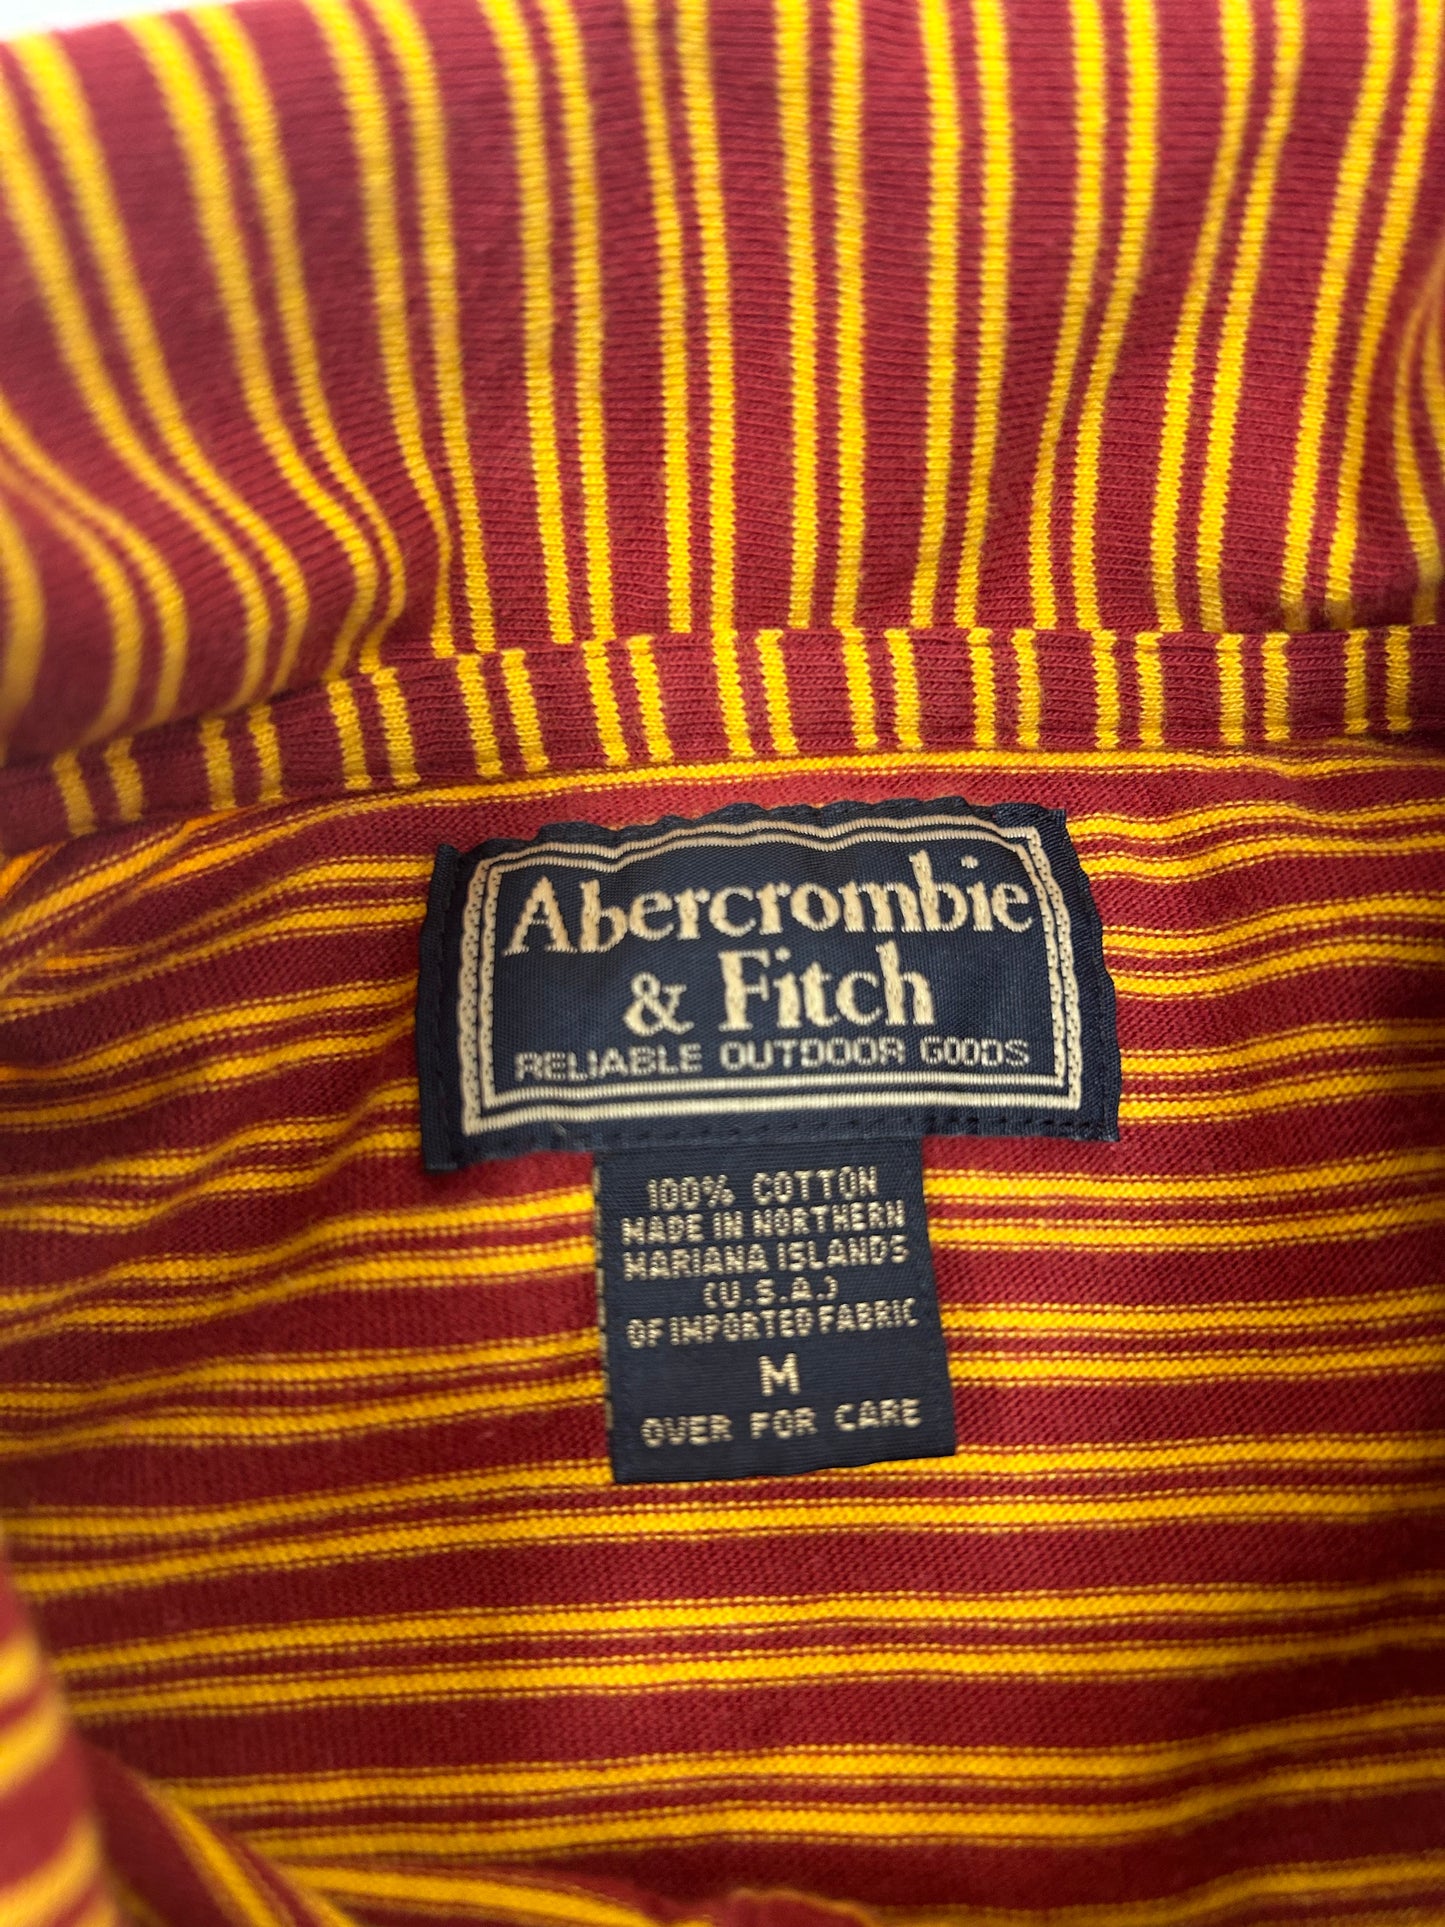 Abercrombie
& Fitch
RELIABLE OUTDOOR GOODS
100% COTTON
MADE IN NORTHERN
MARIANA ISLANDS
(U.S.A.)
OF IMPORTED FABRIC
M
OVER FOR CARE